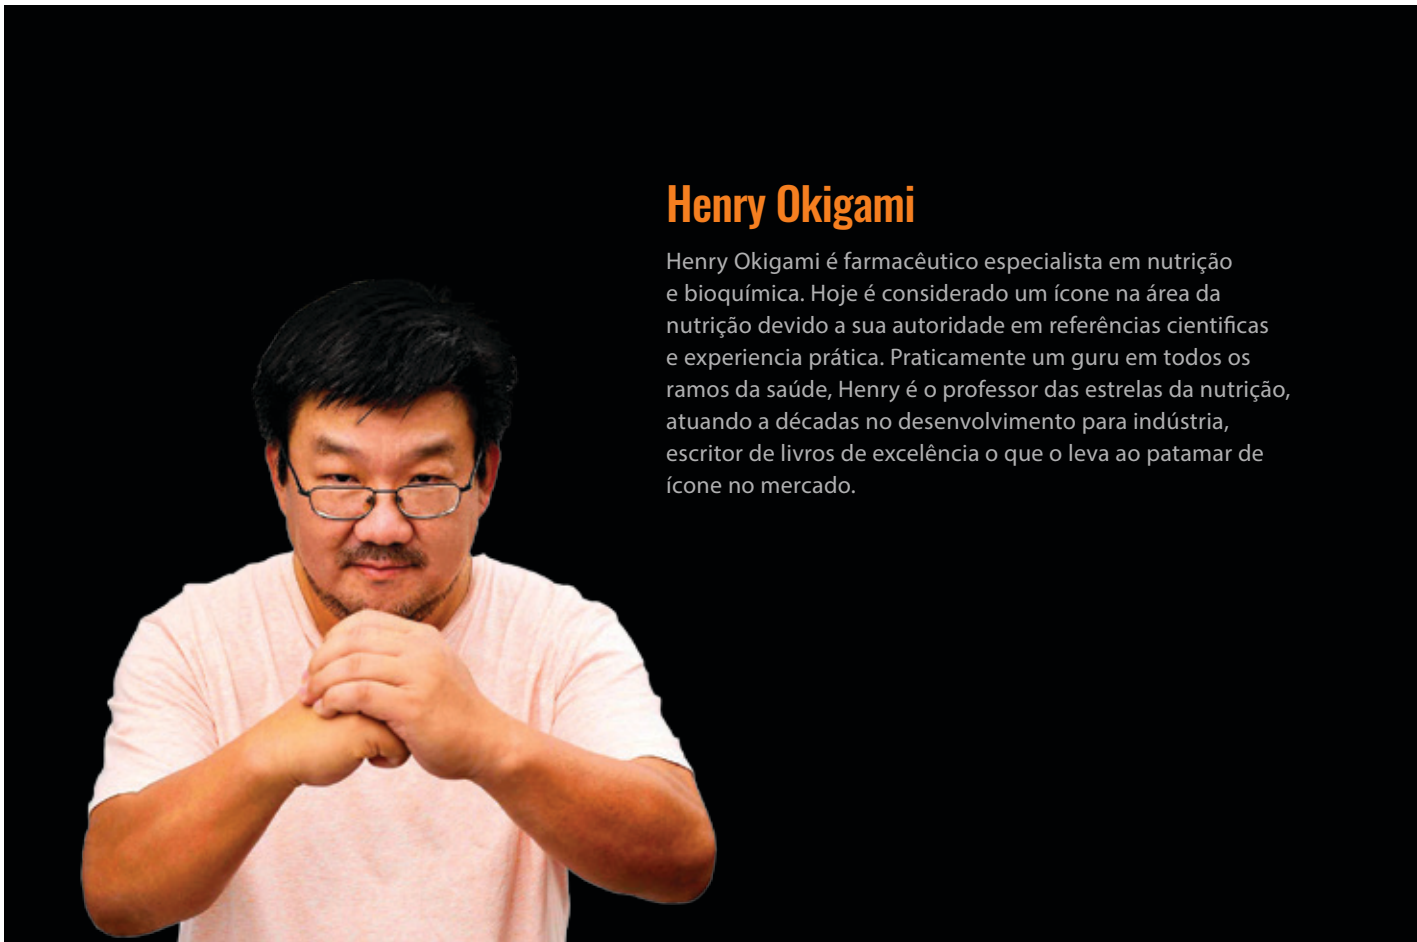 Henry Okigami
Henry Okigami é farmacêutico especialista em nutrição
e bioquímica. Hoje é considerado um ícone na área da
nutrição devido a sua autoridade em referências cientificas
e experiencia prática. Praticamente um guru em todos os
ramos da saúde, Henry é o professor das estrelas da nutrição,
atuando a décadas no desenvolvimento para indústria,
escritor de livros de excelência o que o leva ao patamar de
ícone no mercado.